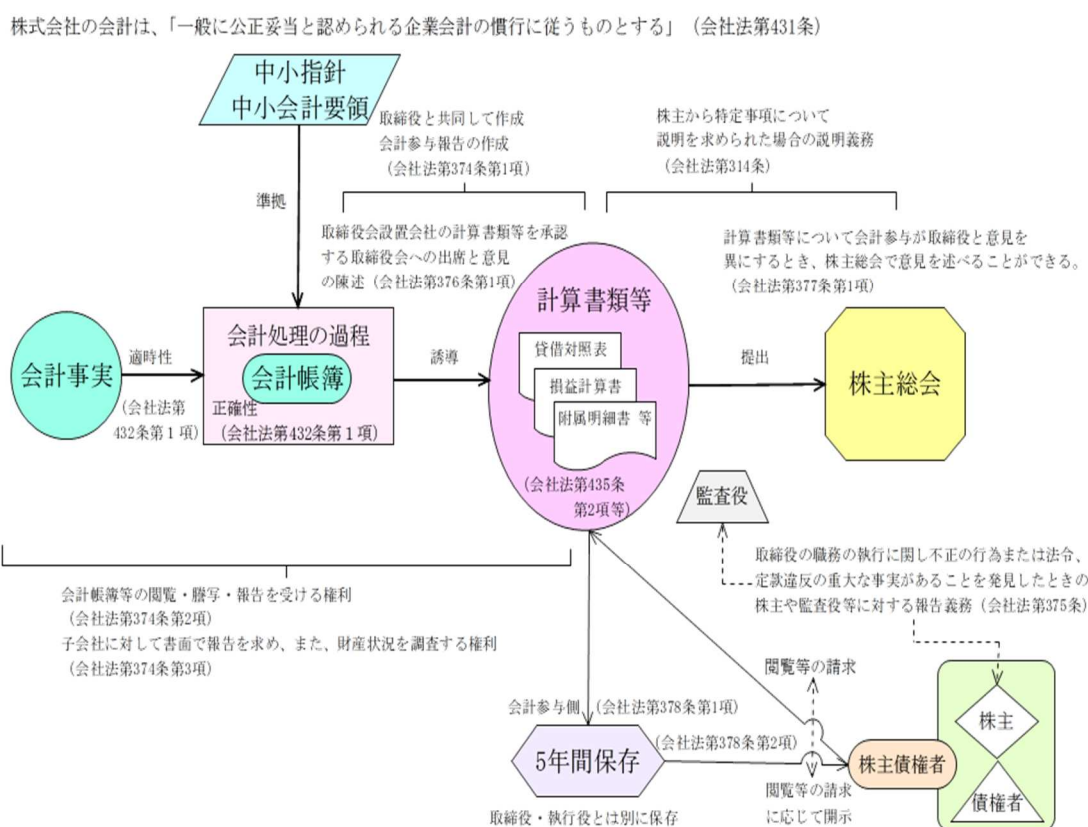 株式会社の会計は、「一般に公正妥当と認められる企業会計の慣行に従うものとする」（会社法第431条）
中小指針
中小会計要領
取締役と共同して作成
会計参与報告の作成
（会社法第374条第1項）
株主から特定事項について
説明を求められた場合の説明義務
（会社法第314条）
準拠
取締役会設置会社の計算書類等を承認
する取締役会への出席と意見
の陳述（会社法第376条第1項）
計算書類等について会計参与が取締役と意見を
異にするとき、株主総会で意見を述べることができる。
（会社法第377条第1項）
会計事実
適時性
（会社法第
432条第１項）
会計処理の過程
会計帳簿
正確性
（会社法第432条第１項）
誘導
計算書類等
貸借対照表
損益計算書
附属明細書 等
（会社法第435条
第2項等）
提出
株主総会
監査役
取締役の職務の執行に関し不正の行為または法令、
定款違反の重大な事実があることを発見したときの
株主や監査役等に対する報告義務（会社法第375条）
会計帳簿等の閲覧・謄写・報告を受ける権利
（会社法第374条第2項）
子会社に対して書面で報告を求め、また、財産状況を調査する権利
（会社法第374条第3項）
閲覧等の請求
会計参与側
（会社法第378条第1項）
5年間保存
（会社法第378条第2項）
取締役・執行役とは別に保存
閲覧等の請求
に応じて開示
株主債権者
株主
債権者